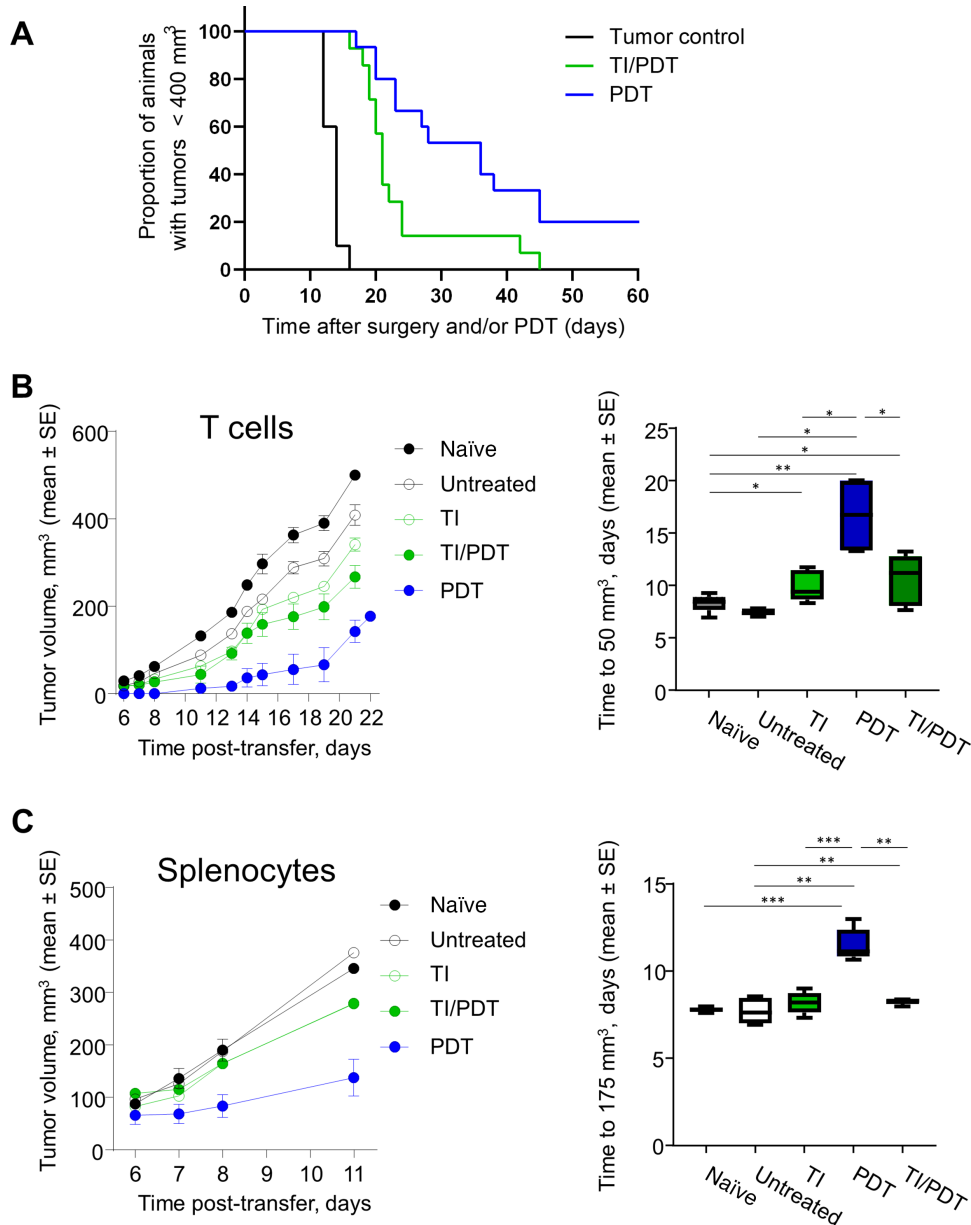 A
Proportion of animals
with tumors < 400 mm³
100
80
60
40
20
0
0 10 20 30 40 50 60
Time after surgery and/or PDT (days)
Tumor control
TI/PDT
PDT
B
T cells
Tumor volume, mm³ (mean ± SE)
600
400
200
0
6 8 10 12 14 16 18 20 22
Time post-transfer, days
Naïve
Untreated
TI
TI/PDT
PDT
Time to 50 mm³, days (mean ± SE)
25
20
15
10
5
0
* *
*
*
**
*
Naïve
Untreated
TI
PDT
TI/PDT
C
Splenocytes
Tumor volume, mm³ (mean ± SE)
500
400
300
200
100
0
6 7 8 9 10 11
Time post-transfer, days
Naïve
Untreated
TI
TI/PDT
PDT
Time to 175 mm³, days (mean ± SE)
15
10
5
0
*** **
**
**
***
Naïve
Untreated
TI
PDT
TI/PDT